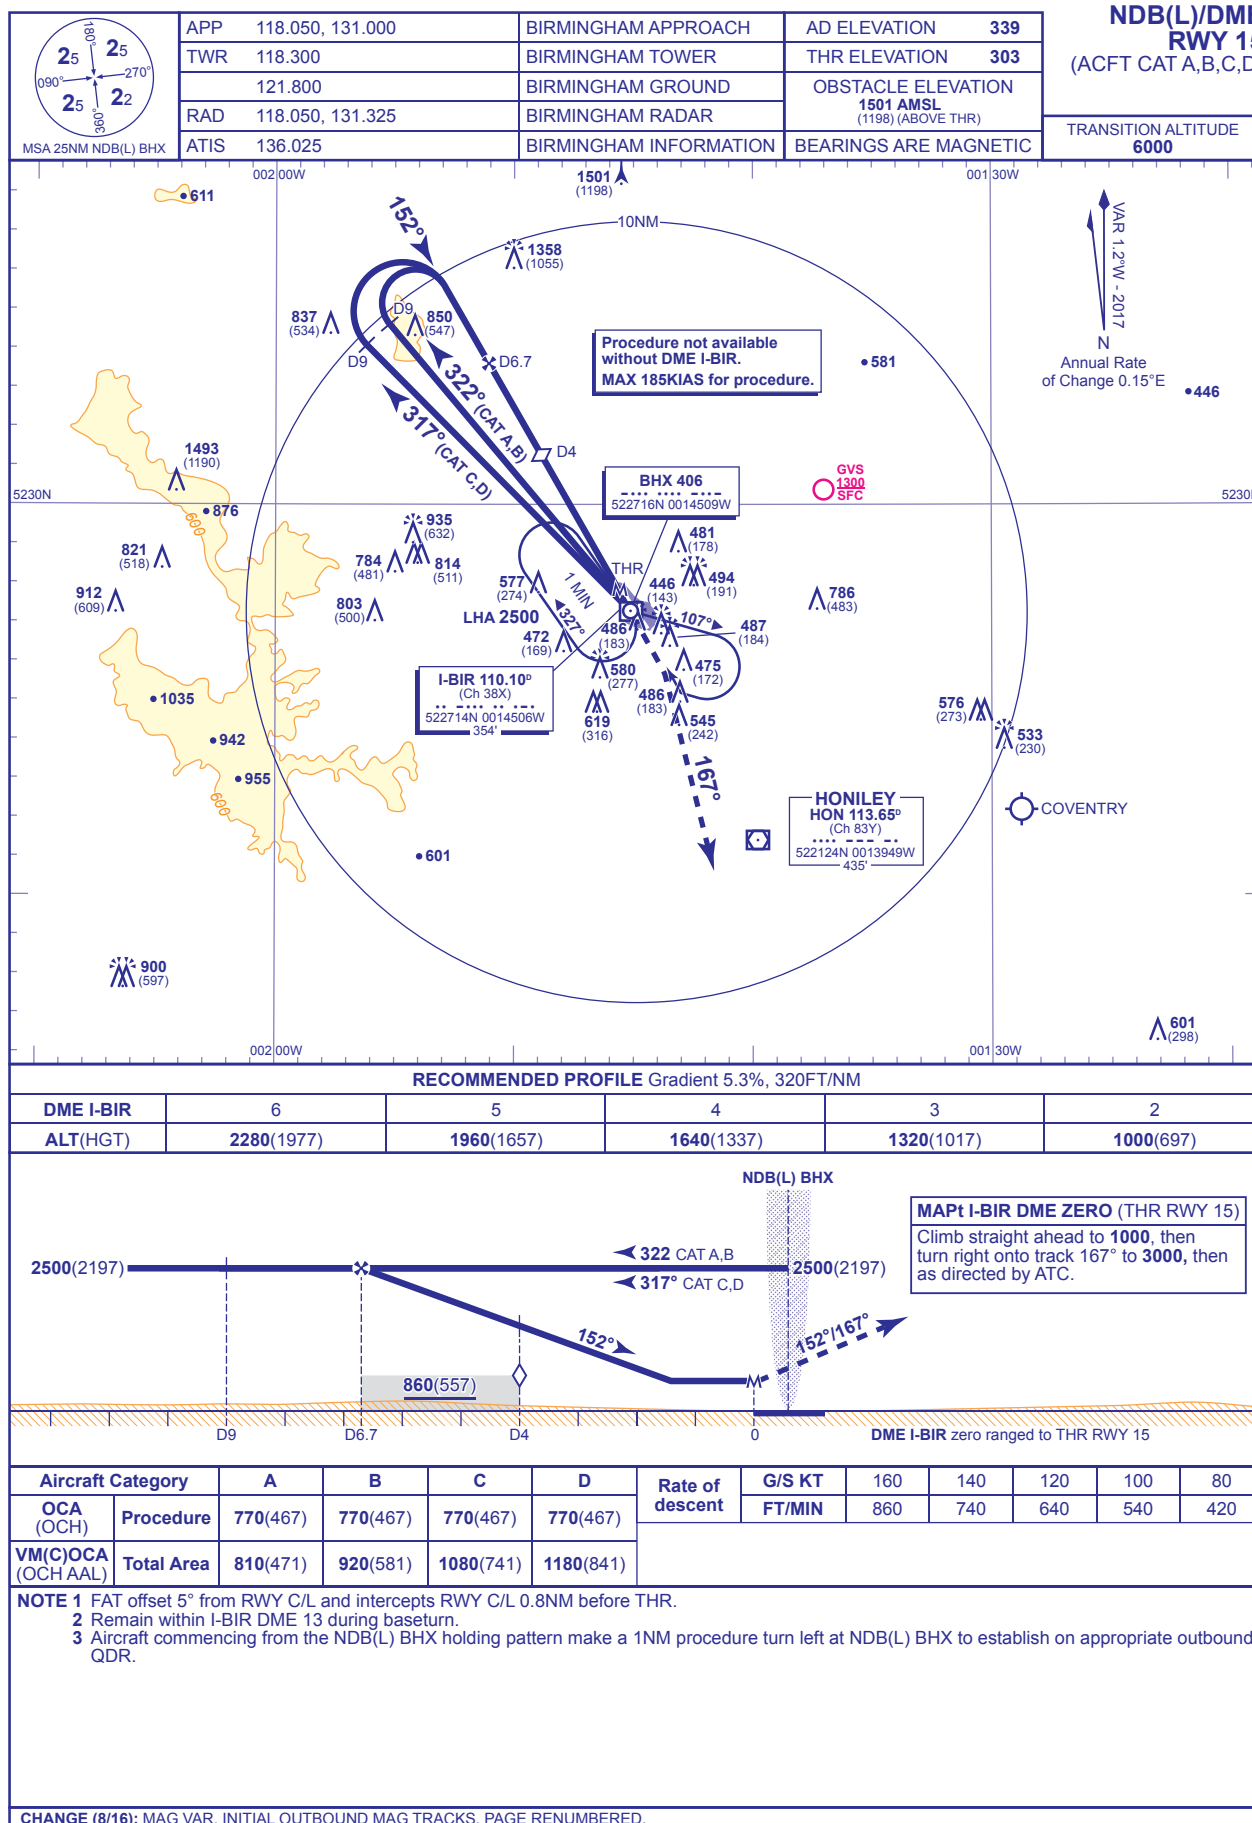 APP 118.050, 131.000 BIRMINGHAM APPROACH AD ELEVATION 339
TWR 118.300 BIRMINGHAM TOWER THR ELEVATION 303
121.800 BIRMINGHAM GROUND OBSTACLE ELEVATION
1501 AMSL
(1198) (ABOVE THR)
RAD 118.050, 131.325 BIRMINGHAM RADAR
ATIS 136.025 BIRMINGHAM INFORMATION BEARINGS ARE MAGNETIC
NDB(L)/DME
RWY 15
(ACFT CAT A,B,C,D
TRANSITION ALTITUDE
6000
180°
25 25
090° 270°
25 22
360°
MSA 25NM NDB(L) BHX
002 00W
001 30W
1501
(1198)
611
152°
10NM
1358
(1055)
VAR 1.2°W - 2017
N
Annual Rate
of Change 0.15°E
837
(534)
D9
850
(547)
D9
D6.7
Procedure not available
without DME I-BIR.
MAX 185KIAS for procedure.
581
446
322° (CAT A,B)
317° (CAT C,D)
D4
1493
(1190)
BHX 406
522716N 0014509W
GVS
1300
SFC
5230N
5230N
876
600
935
(632)
481
(178)
821
(518)
784
(481)
814
(511)
THR
494
(191)
577
(274)
1 MIN
446
(143)
912
(609)
803
(500)
786
(483)
LHA 2500
327°
107°
487
(184)
472
(169)
486
(183)
580
(277)
475
(172)
I-BIR 110.10D
(Ch 38X)
522714N 0014506W
354'
486
(183)
1035
619
(316)
545
(242)
576
(273)
533
(230)
942
955
600
167°
HONILEY
HON 113.65D
(Ch 83Y)
522124N 0013949W
435'
COVENTRY
601
900
(597)
601
(298)
002 00W
001 30W
RECOMMENDED PROFILE Gradient 5.3%, 320FT/NM
DME I-BIR 6 5 4 3 2
ALT(HGT) 2280(1977) 1960(1657) 1640(1337) 1320(1017) 1000(697)
NDB(L) BHX
MAPt I-BIR DME ZERO (THR RWY 15)
Climb straight ahead to 1000, then
turn right onto track 167° to 3000, then
as directed by ATC.
322 CAT A,B
2500(2197) 2500(2197)
317° CAT C,D
152°
152°/167°
860(557)
M
D9 D6.7 D4 0 DME I-BIR zero ranged to THR RWY 15
Aircraft Category A B C D
OCA
(OCH) Procedure 770(467) 770(467) 770(467) 770(467)
VM(C)OCA
(OCH AAL) Total Area 810(471) 920(581) 1080(741) 1180(841)
Rate of
descent
G/S KT 160 140 120 100 80
FT/MIN 860 740 640 540 420
NOTE 1 FAT offset 5° from RWY C/L and intercepts RWY C/L 0.8NM before THR.
2 Remain within I-BIR DME 13 during baseturn.
3 Aircraft commencing from the NDB(L) BHX holding pattern make a 1NM procedure turn left at NDB(L) BHX to establish on appropriate outbound
QDR.
CHANGE (8/16): MAG VAR. INITIAL OUTBOUND MAG TRACKS. PAGE RENUMBERED.